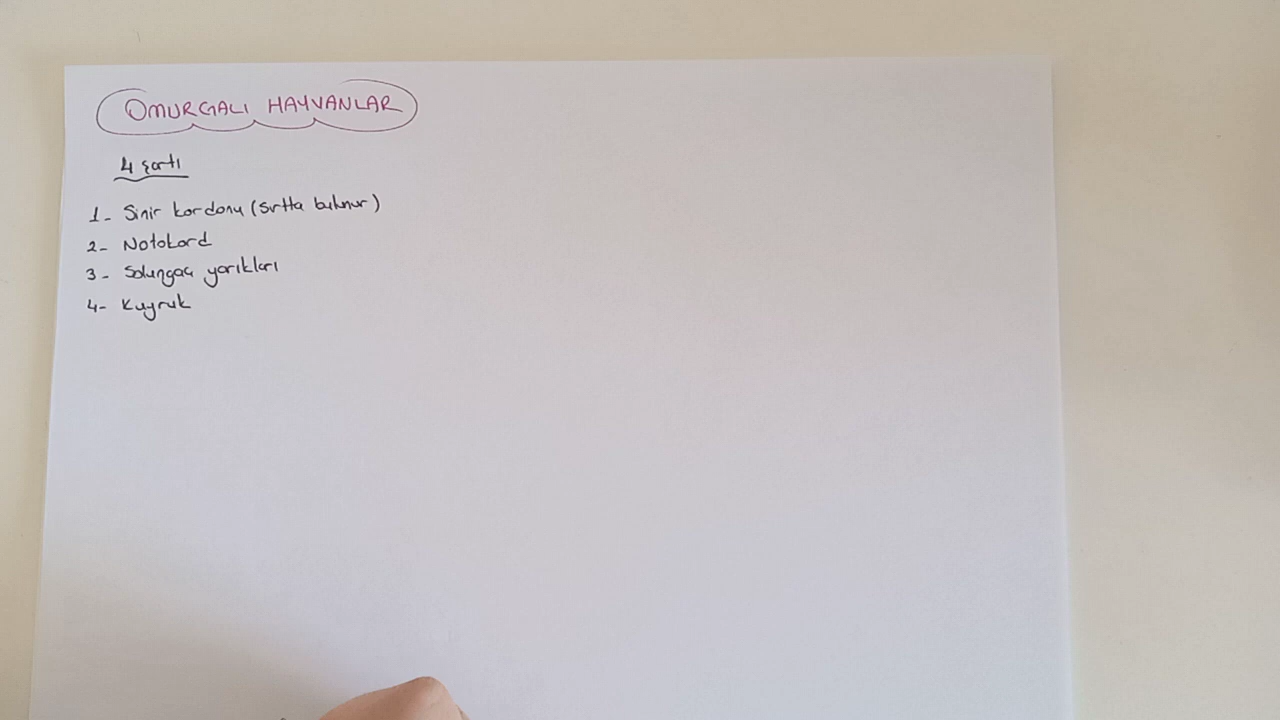 OMURGALI HAYVANLAR
4 şartı
1- Sinir kordonu (sırtta bulunur)
2- Notokord
3- Solungaç yarıkları
4- Kuyruk